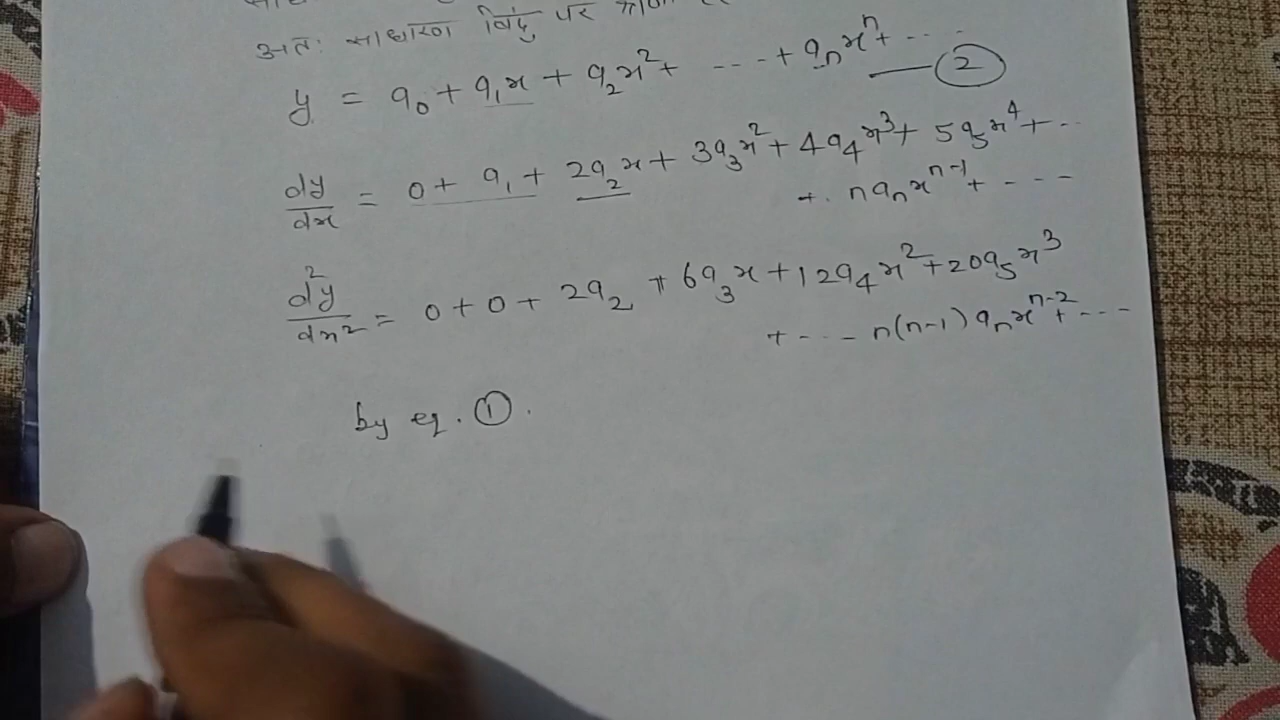 अतः साधारण बिंदु पर
y = a₀ + a₁x + a₂x² + ---- + aₙxⁿ + --- — ②
dy/dx = 0 + a₁ + 2a₂x + 3a₃x² + 4a₄x³ + 5a₅x⁴ + --
+ . naₙxⁿ⁻¹ + ----
d²y/dx² = 0 + 0 + 2a₂ + 6a₃x + 12a₄x² + 20a₅x³
+ --- n(n-1) aₙxⁿ⁻² + ---
by eq. ①.